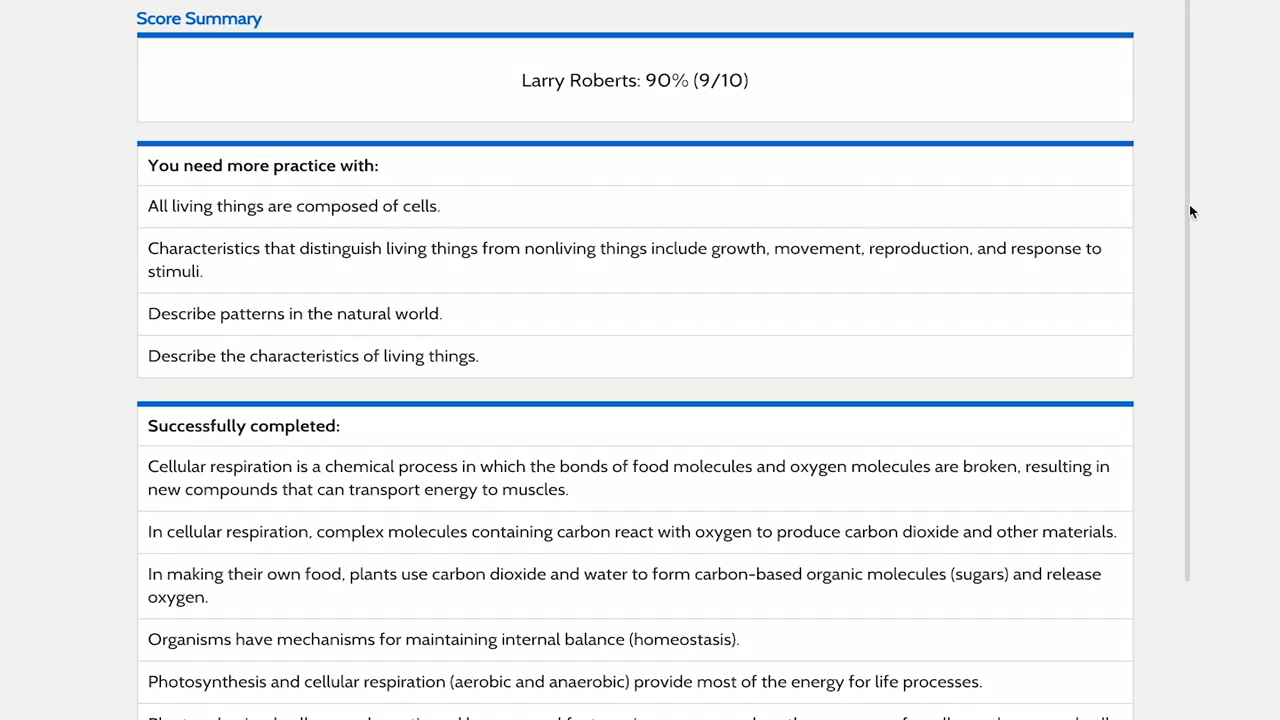 Score Summary
Larry Roberts: 90% (9/10)
You need more practice with:
All living things are composed of cells.
Characteristics that distinguish living things from nonliving things include growth, movement, reproduction, and response to
stimuli.
Describe patterns in the natural world.
Describe the characteristics of living things.
Successfully completed:
Cellular respiration is a chemical process in which the bonds of food molecules and oxygen molecules are broken, resulting in
new compounds that can transport energy to muscles.
In cellular respiration, complex molecules containing carbon react with oxygen to produce carbon dioxide and other materials.
In making their own food, plants use carbon dioxide and water to form carbon-based organic molecules (sugars) and release
oxygen.
Organisms have mechanisms for maintaining internal balance (homeostasis).
Photosynthesis and cellular respiration (aerobic and anaerobic) provide most of the energy for life processes.